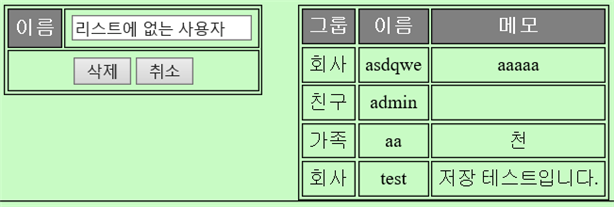 이름 리스트에 없는 사용자
삭제 취소
그룹 이름 메모
회사 asdqwe aaaaa
친구 admin
가족 aa 천
회사 test 저장 테스트입니다.